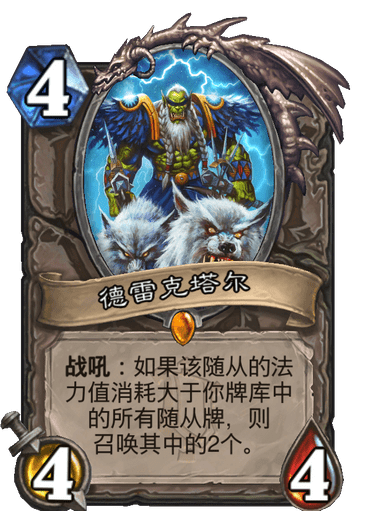 4
德雷克塔尔
战吼：如果该随从的法
力值消耗大于你牌库中
的所有随从牌，则
召唤其中的2个。
4
4